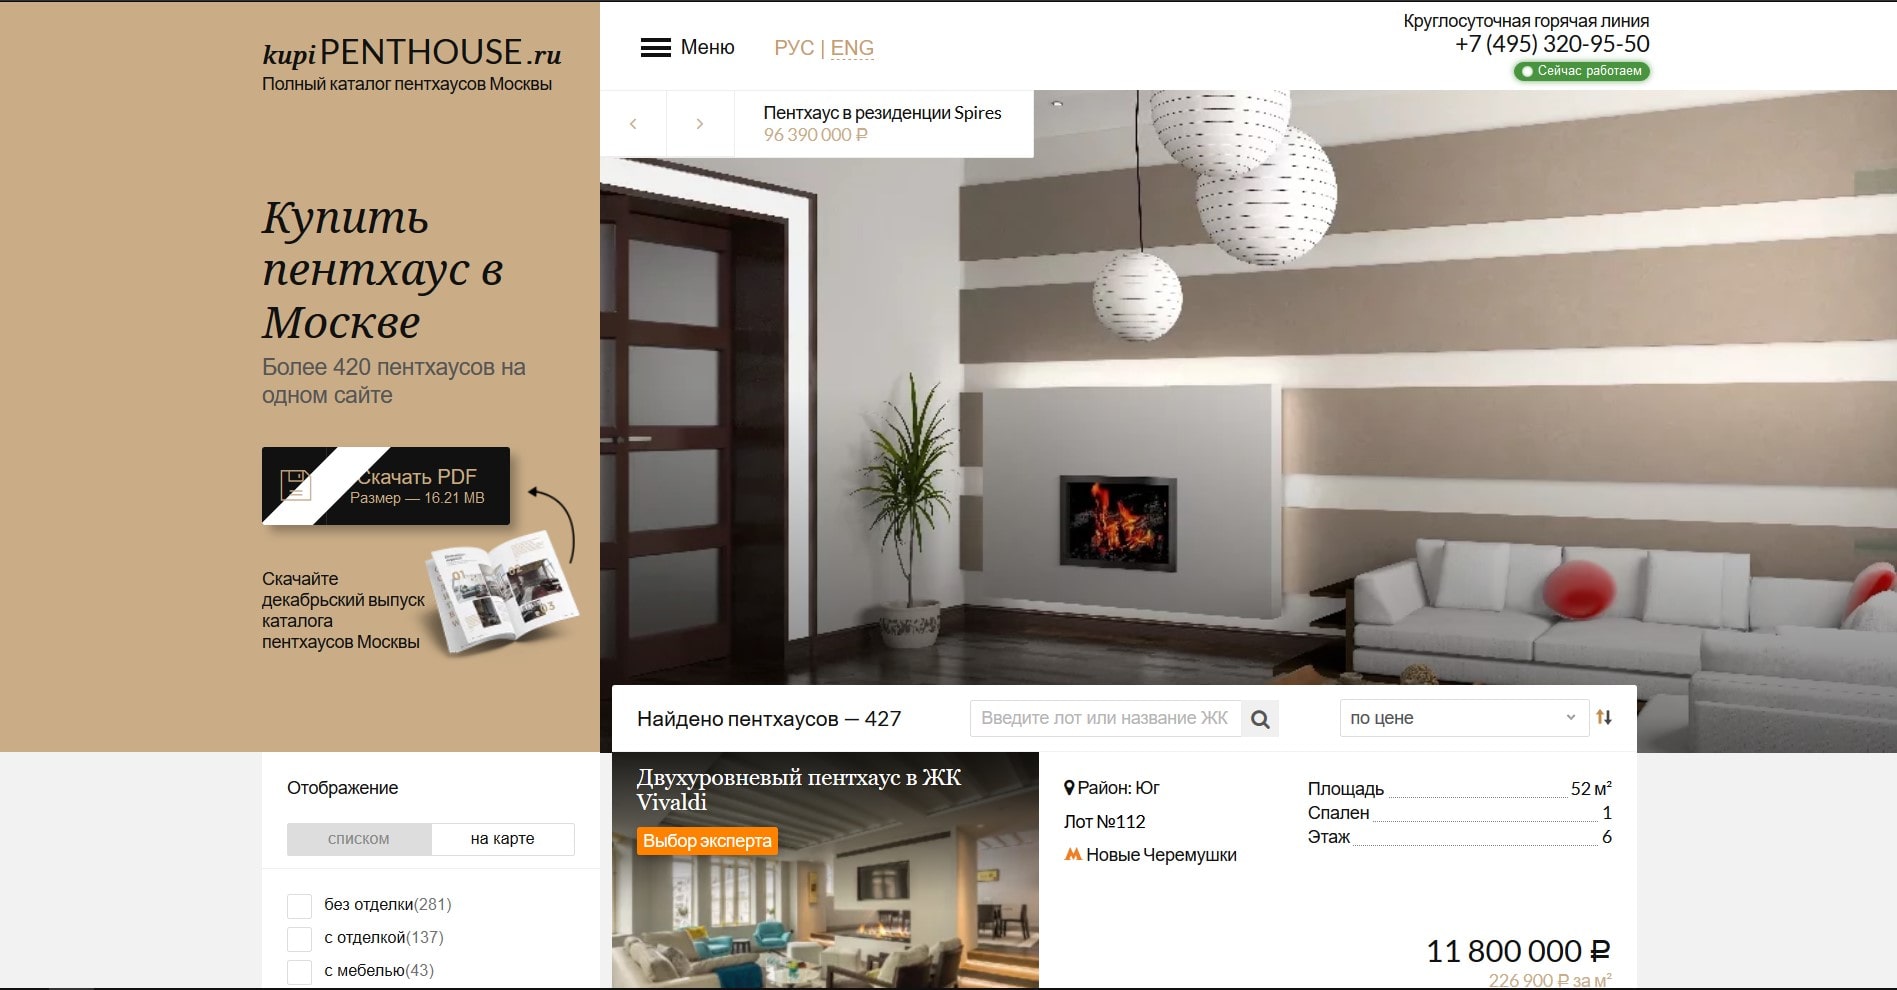 kupiPENTHOUSE.ru
Полный каталог пентхаусов Москвы
Меню
РУС | ENG
Круглосуточная горячая линия
+7 (495) 320-95-50
Сейчас работаем
Пентхаус в резиденции Spires
96 390 000 ₽
Купить
пентхаус в
Москве
Более 420 пентхаусов на
одном сайте
Скачать PDF
Размер — 16.21 MB
Скачайте
декабрьский выпуск
каталога
пентхаусов Москвы
01
02
03
Найдено пентхаусов — 427
Введите лот или название ЖК
по цене
Отображение
списком
на карте
без отделки(281)
с отделкой(137)
с мебелью(43)
Двухуровневый пентхаус в ЖК
Vivaldi
Выбор эксперта
Район: Юг
Лот №112
Новые Черемушки
Площадь 52 м²
Спален 1
Этаж 6
11 800 000 ₽
226 900 ₽ за м²